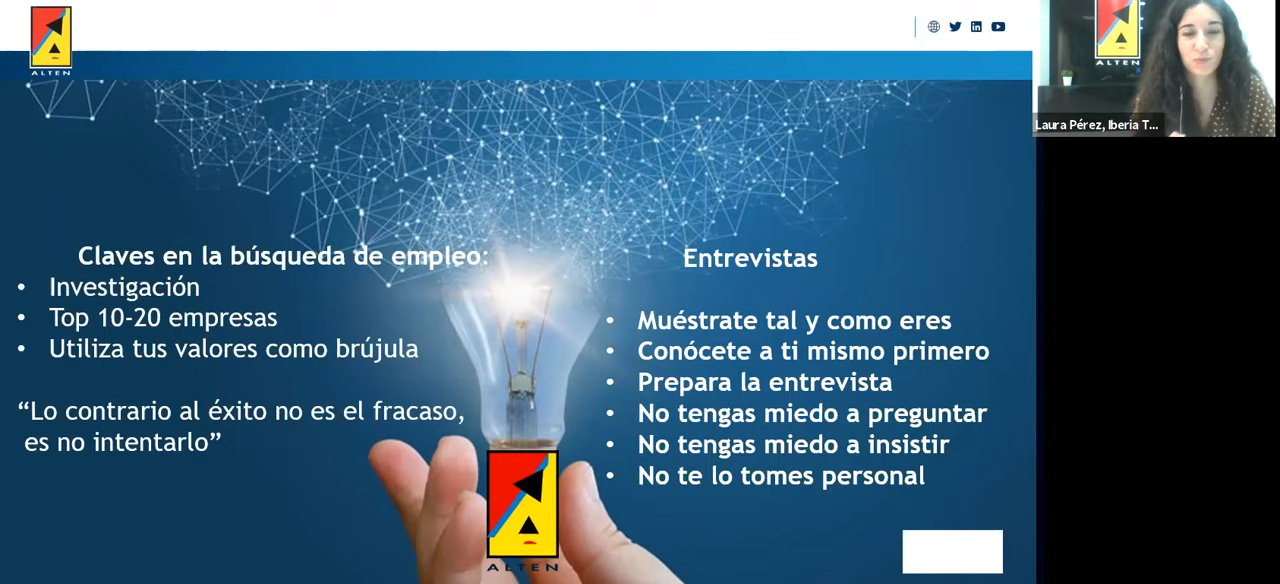 ALTEN
ALTEN
Laura Pérez, Iberia T...
Claves en la búsqueda de empleo:
• Investigación
• Top 10-20 empresas
• Utiliza tus valores como brújula
“Lo contrario al éxito no es el fracaso,
es no intentarlo”
Entrevistas
• Muéstrate tal y como eres
• Conócete a ti mismo primero
• Prepara la entrevista
• No tengas miedo a preguntar
• No tengas miedo a insistir
• No te lo tomes personal
ALTEN